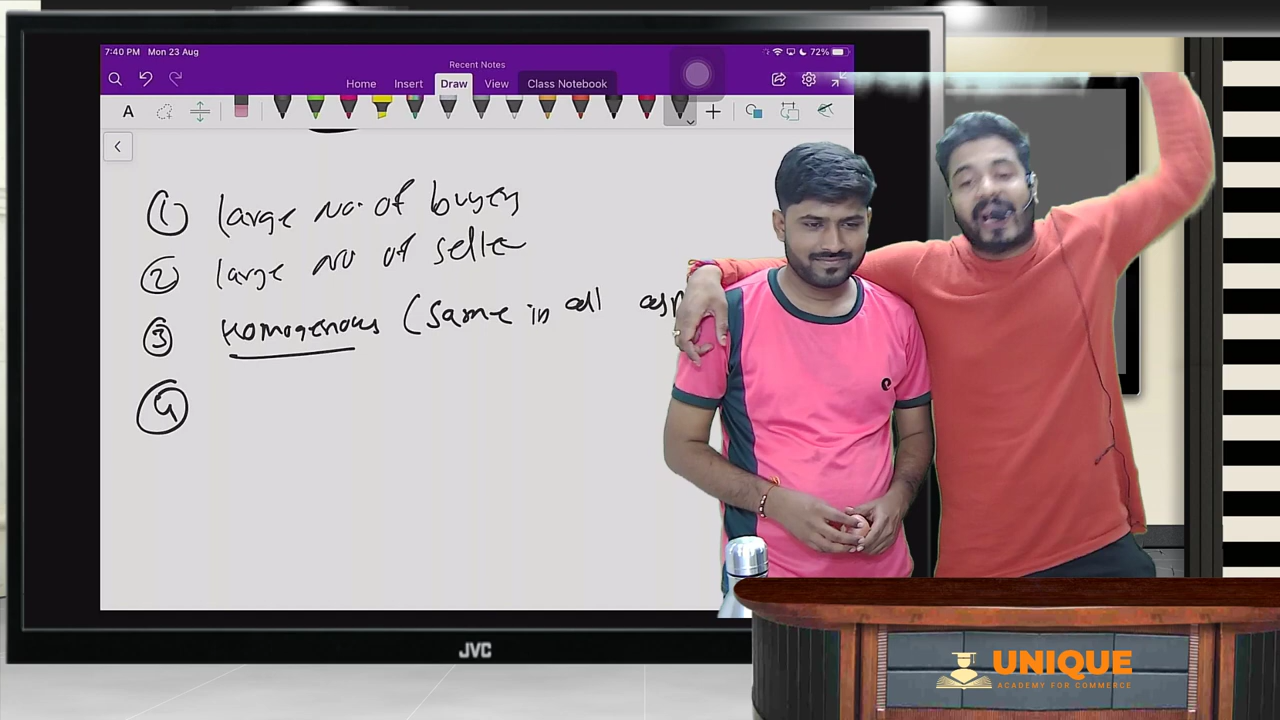 7:40 PM Mon 23 Aug
72%
Recent Notes
Home Insert Draw View Class Notebook
A
① large no. of buyers
② large no of selle
③ Homogenous (Same in all
④
JVC
UNIQUE
ACADEMY FOR COMMERCE